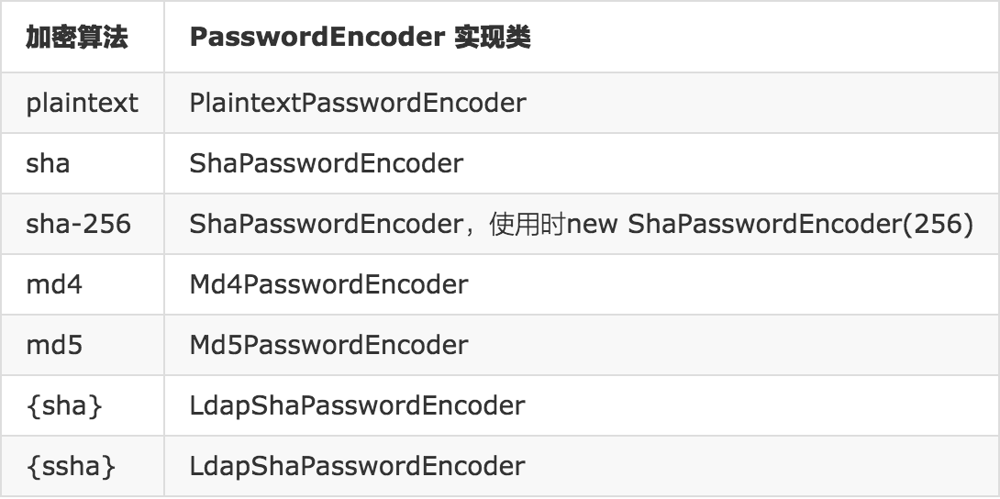 加密算法 PasswordEncoder 实现类
plaintext PlaintextPasswordEncoder
sha ShaPasswordEncoder
sha-256 ShaPasswordEncoder，使用时new ShaPasswordEncoder(256)
md4 Md4PasswordEncoder
md5 Md5PasswordEncoder
{sha} LdapShaPasswordEncoder
{ssha} LdapShaPasswordEncoder